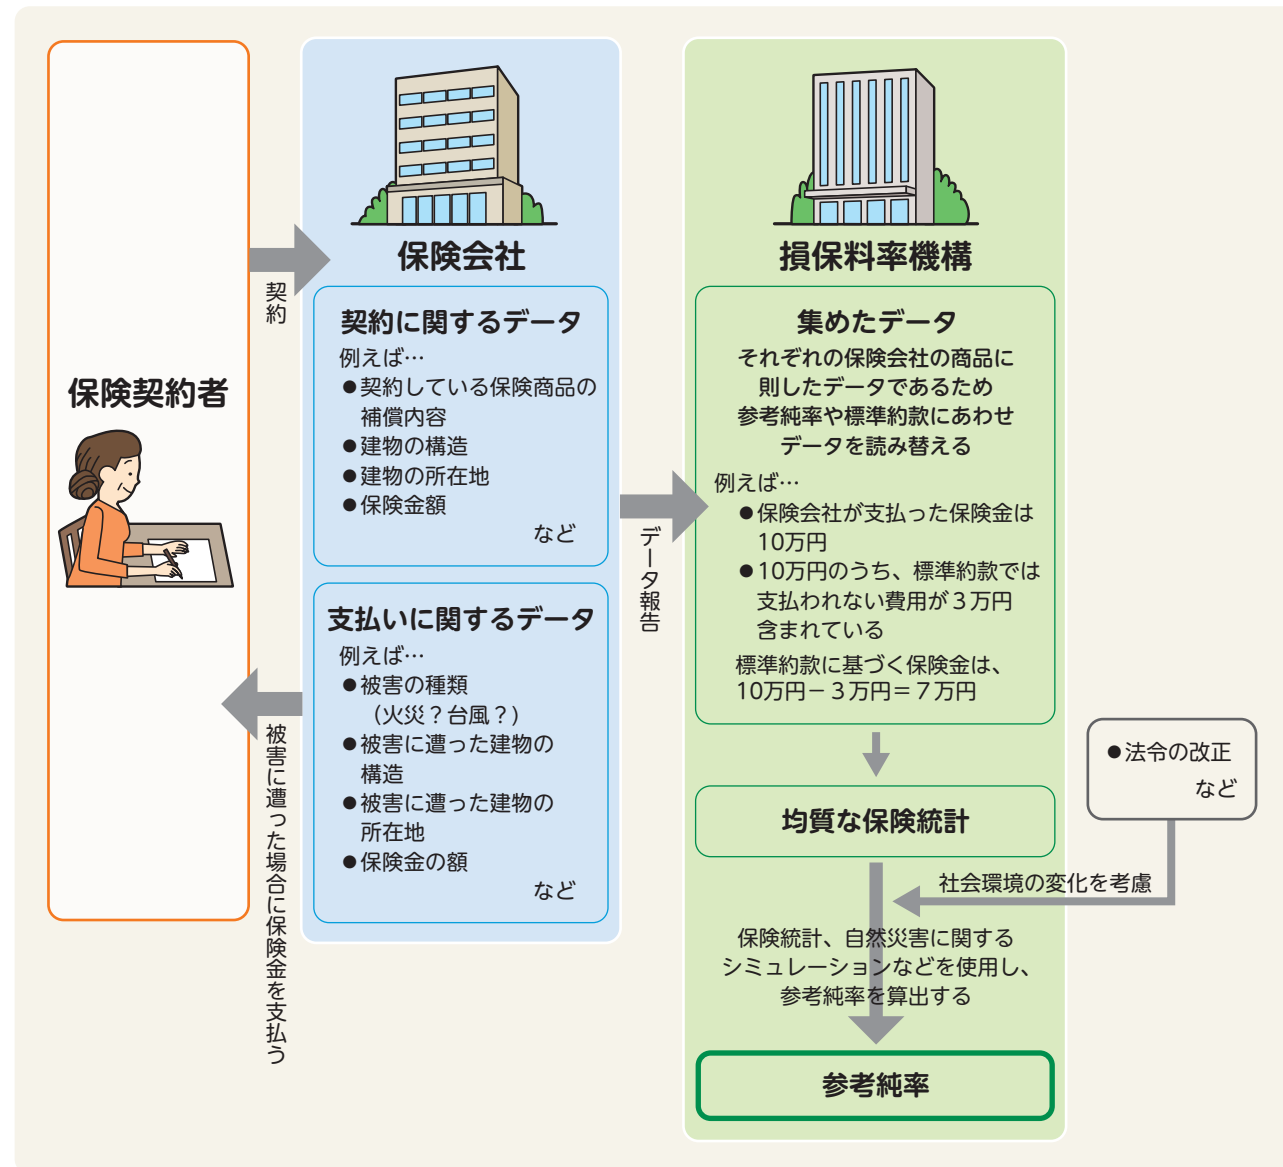 保険契約者
契約
被害に遭った場合に保険金を支払う
保険会社
契約に関するデータ
例えば…
●契約している保険商品の
補償内容
●建物の構造
●建物の所在地
●保険金額
など
支払いに関するデータ
例えば…
●被害の種類
（火災？台風？）
●被害に遭った建物の
構造
●被害に遭った建物の
所在地
●保険金の額
など
データ報告
損保料率機構
集めたデータ
それぞれの保険会社の商品に
則したデータであるため
参考純率や標準約款にあわせ
データを読み替える
例えば…
●保険会社が支払った保険金は
10万円
●10万円のうち、標準約款では
支払われない費用が３万円
含まれている
標準約款に基づく保険金は、
10万円－３万円＝７万円
均質な保険統計
●法令の改正
など
社会環境の変化を考慮
保険統計、自然災害に関する
シミュレーションなどを使用し、
参考純率を算出する
参考純率